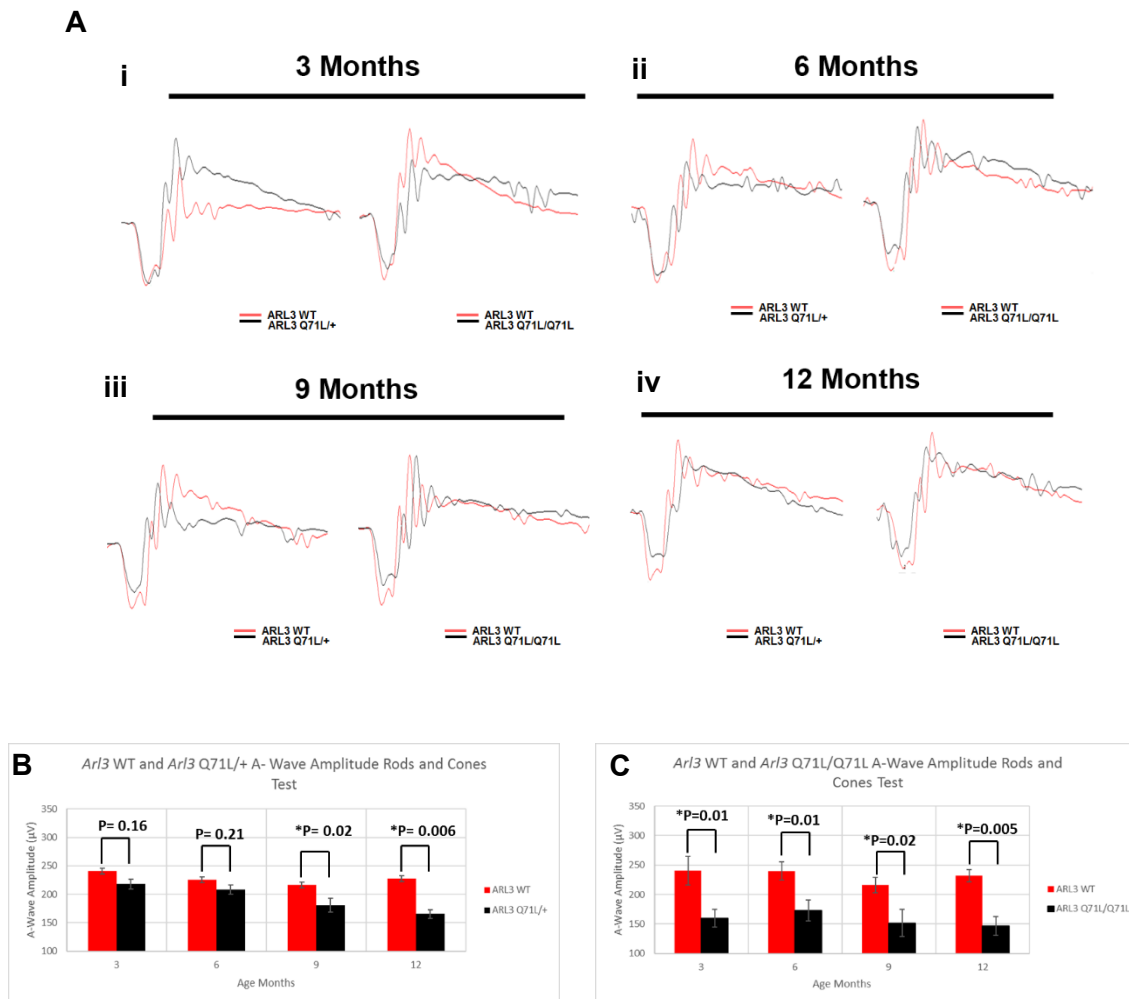 A
i
3 Months
ii
6 Months
ARL3 WT
ARL3 Q71L/+
ARL3 WT
ARL3 Q71L/Q71L
ARL3 WT
ARL3 Q71L/+
ARL3 WT
ARL3 Q71L/Q71L
iii
9 Months
iv
12 Months
ARL3 WT
ARL3 Q71L/+
ARL3 WT
ARL3 Q71L/Q71L
ARL3 WT
ARL3 Q71L/+
ARL3 WT
ARL3 Q71L/Q71L
B
Arl3 WT and Arl3 Q71L/+ A- Wave Amplitude Rods and Cones
Test
A-Wave Amplitude (μV)
350
300
250
200
150
100
P= 0.16
P= 0.21
*P= 0.02
*P= 0.006
3
6
9
12
Age Months
ARL3 WT
ARL3 Q71L/+
C
Arl3 WT and Arl3 Q71L/Q71L A-Wave Amplitude Rods and
Cones Test
A-Wave Amplitude (μV)
350
300
250
200
150
100
*P=0.01
*P=0.01
*P=0.02
*P=0.005
3
6
9
12
Age Months
ARL3 WT
ARL3 Q71L/Q71L